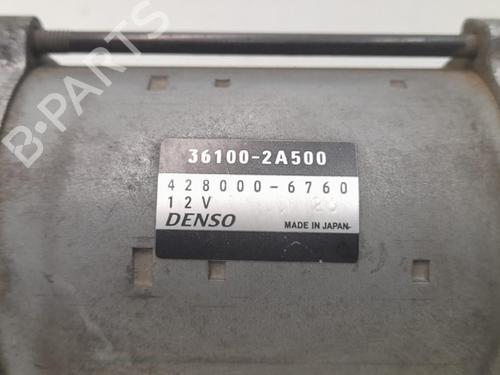 36100-2A500
428000-6760
12V
DENSO MADE IN JAPAN
B-PARTS